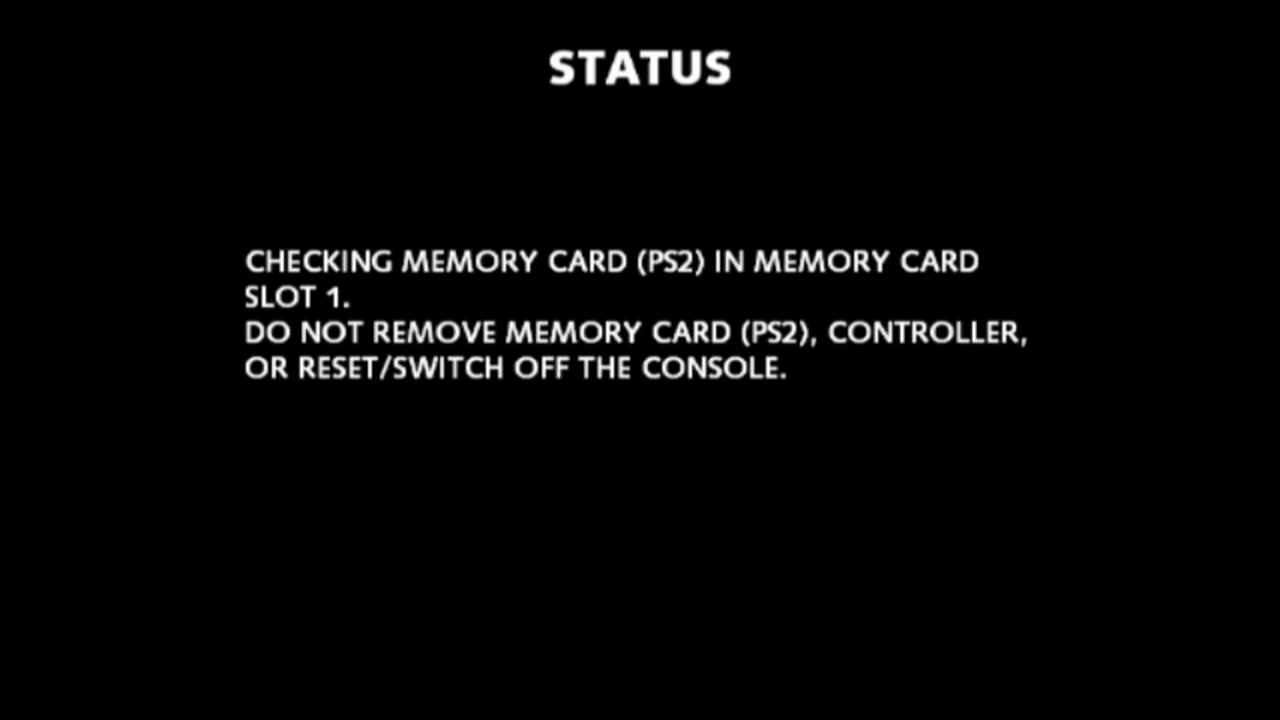 STATUS
CHECKING MEMORY CARD (PS2) IN MEMORY CARD
SLOT 1.
DO NOT REMOVE MEMORY CARD (PS2), CONTROLLER,
OR RESET/SWITCH OFF THE CONSOLE.